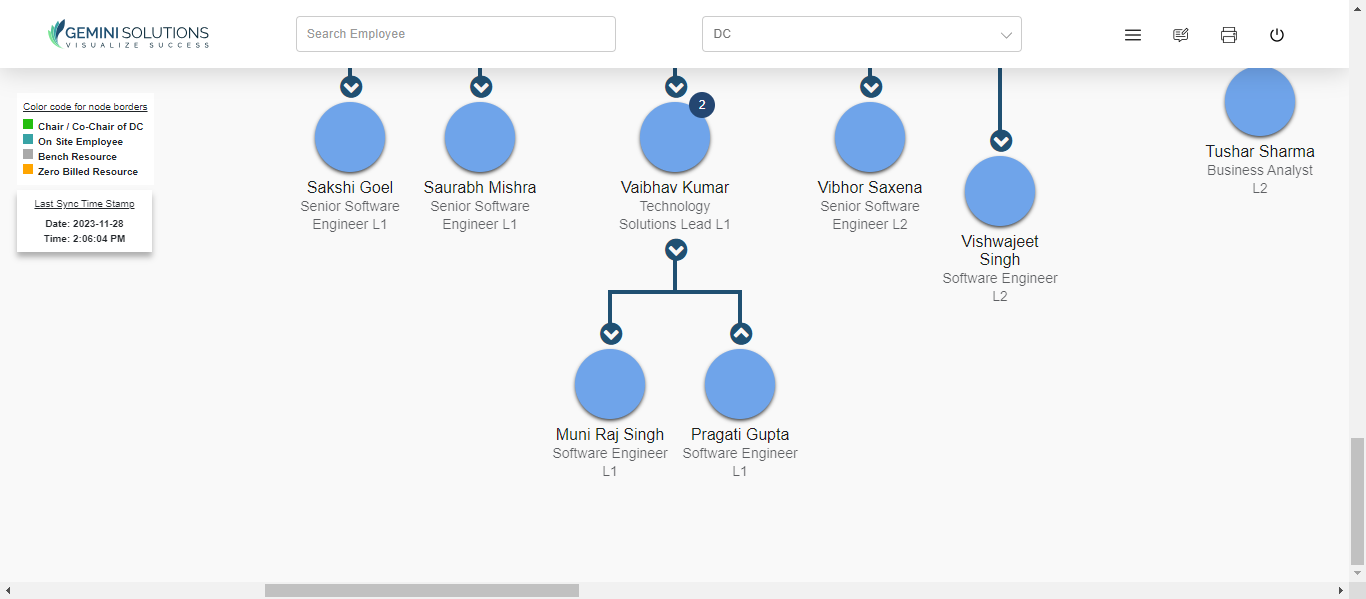 GEMINI SOLUTIONS
VISUALIZE SUCCESS
Search Employee
DC
Color code for node borders
Chair / Co-Chair of DC
On Site Employee
Bench Resource
Zero Billed Resource
Last Sync Time Stamp
Date: 2023-11-28
Time: 2:06:04 PM
Sakshi Goel
Senior Software
Engineer L1
Saurabh Mishra
Senior Software
Engineer L1
2
Vaibhav Kumar
Technology
Solutions Lead L1
Vibhor Saxena
Senior Software
Engineer L2
Vishwajeet
Singh
Software Engineer
L2
Tushar Sharma
Business Analyst
L2
Muni Raj Singh
Software Engineer
L1
Pragati Gupta
Software Engineer
L1